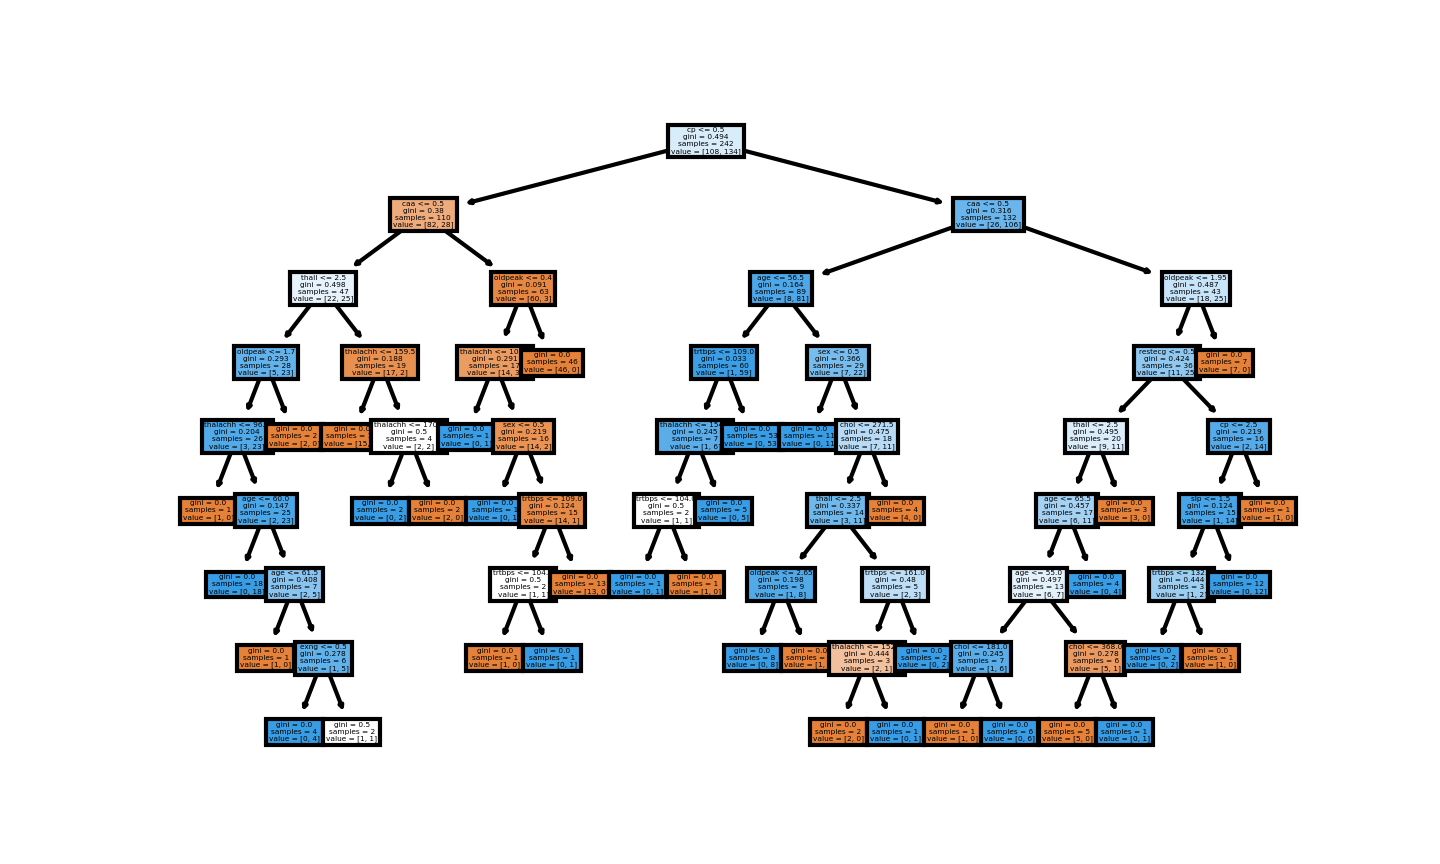 cp <= 0.5
gini = 0.494
samples = 242
value = [108, 134]
caa <= 0.5
gini = 0.38
samples = 110
value = [82, 28]
caa <= 0.5
gini = 0.316
samples = 132
value = [26, 106]
thall <= 2.5
gini = 0.498
samples = 47
value = [22, 25]
oldpeak <= 0.4
gini = 0.091
samples = 63
value = [60, 3]
age <= 56.5
gini = 0.164
samples = 89
value = [8, 81]
oldpeak <= 1.95
gini = 0.487
samples = 43
value = [18, 25]
oldpeak <= 1.7
gini = 0.293
samples = 28
value = [5, 23]
thalachh <= 159.5
gini = 0.188
samples = 19
value = [17, 2]
thalachh <= 10
gini = 0.291
samples = 17
value = [14, 3
gini = 0.0
samples = 46
value = [46, 0]
trtbps <= 109.0
gini = 0.033
samples = 60
value = [1, 59]
sex <= 0.5
gini = 0.366
samples = 29
value = [7, 22]
restecg <= 0.5
gini = 0.424
samples = 36
value = [11, 25
gini = 0.0
samples = 7
value = [7, 0]
thalachh <= 96.
gini = 0.204
samples = 26
value = [3, 23]
gini = 0.0
samples = 2
value = [2, 0]
gini = 0.0
samples =
value = [15,
thalachh <= 170
gini = 0.5
samples = 4
value = [2, 2]
gini = 0.0
samples = 1
value = [0, 1
sex <= 0.5
gini = 0.219
samples = 16
value = [14, 2]
thalachh <= 15
gini = 0.245
samples = 7
value = [1, 6
gini = 0.0
samples = 53
value = [0, 53
gini = 0.0
samples = 11
value = [0, 11
chol <= 271.5
gini = 0.475
samples = 18
value = [7, 11]
thall <= 2.5
gini = 0.495
samples = 20
value = [9, 11]
cp <= 2.5
gini = 0.219
samples = 16
value = [2, 14]
gini = 0.0
samples = 1
value = [1, 0]
age <= 60.0
gini = 0.147
samples = 25
value = [2, 23]
gini = 0.0
samples = 2
value = [0, 2]
gini = 0.0
samples = 2
value = [2, 0]
gini = 0.0
samples = 1
value = [0, 1
trtbps <= 109.0
gini = 0.124
samples = 15
value = [14, 1]
trtbps <= 104.
gini = 0.5
samples = 2
value = [1, 1]
gini = 0.0
samples = 5
value = [0, 5]
thall <= 2.5
gini = 0.337
samples = 14
value = [3, 11]
gini = 0.0
samples = 4
value = [4, 0]
age <= 65.5
gini = 0.457
samples = 17
value = [6, 11]
gini = 0.0
samples = 3
value = [3, 0]
slp <= 1.5
gini = 0.124
samples = 15
value = [1, 14]
gini = 0.0
samples = 1
value = [1, 0]
gini = 0.0
samples = 18
value = [0, 18]
age <= 61.5
gini = 0.408
samples = 7
value = [2, 5]
trtbps <= 104.
gini = 0.5
samples = 2
value = [1, 1
gini = 0.0
samples = 13
value = [13, 0
gini = 0.0
samples = 1
value = [0, 1]
gini = 0.0
samples = 1
value = [1, 0]
oldpeak <= 2.65
gini = 0.198
samples = 9
value = [1, 8]
trtbps <= 161.0
gini = 0.48
samples = 5
value = [2, 3]
age <= 55.0
gini = 0.497
samples = 13
value = [6, 7]
gini = 0.0
samples = 4
value = [0, 4]
trtbps <= 132
gini = 0.444
samples = 3
value = [1, 2
gini = 0.0
samples = 12
value = [0, 12]
gini = 0.0
samples = 1
value = [1, 0]
exng <= 0.5
gini = 0.278
samples = 6
value = [1, 5]
gini = 0.0
samples = 1
value = [1, 0]
gini = 0.0
samples = 1
value = [0, 1]
gini = 0.0
samples = 8
value = [0, 8]
gini = 0.0
samples =
value = [1,
thalachh <= 152
gini = 0.444
samples = 3
value = [2, 1]
gini = 0.0
samples = 2
value = [0, 2]
chol <= 181.0
gini = 0.245
samples = 7
value = [1, 6]
chol <= 368.0
gini = 0.278
samples = 6
value = [5, 1]
gini = 0.0
samples = 2
value = [0, 2]
gini = 0.0
samples = 1
value = [1, 0]
gini = 0.0
samples = 4
value = [0, 4]
gini = 0.5
samples = 2
value = [1, 1]
gini = 0.0
samples = 2
value = [2, 0]
gini = 0.0
samples = 1
value = [0, 1]
gini = 0.0
samples = 1
value = [1, 0]
gini = 0.0
samples = 6
value = [0, 6]
gini = 0.0
samples = 5
value = [5, 0]
gini = 0.0
samples = 1
value = [0, 1]